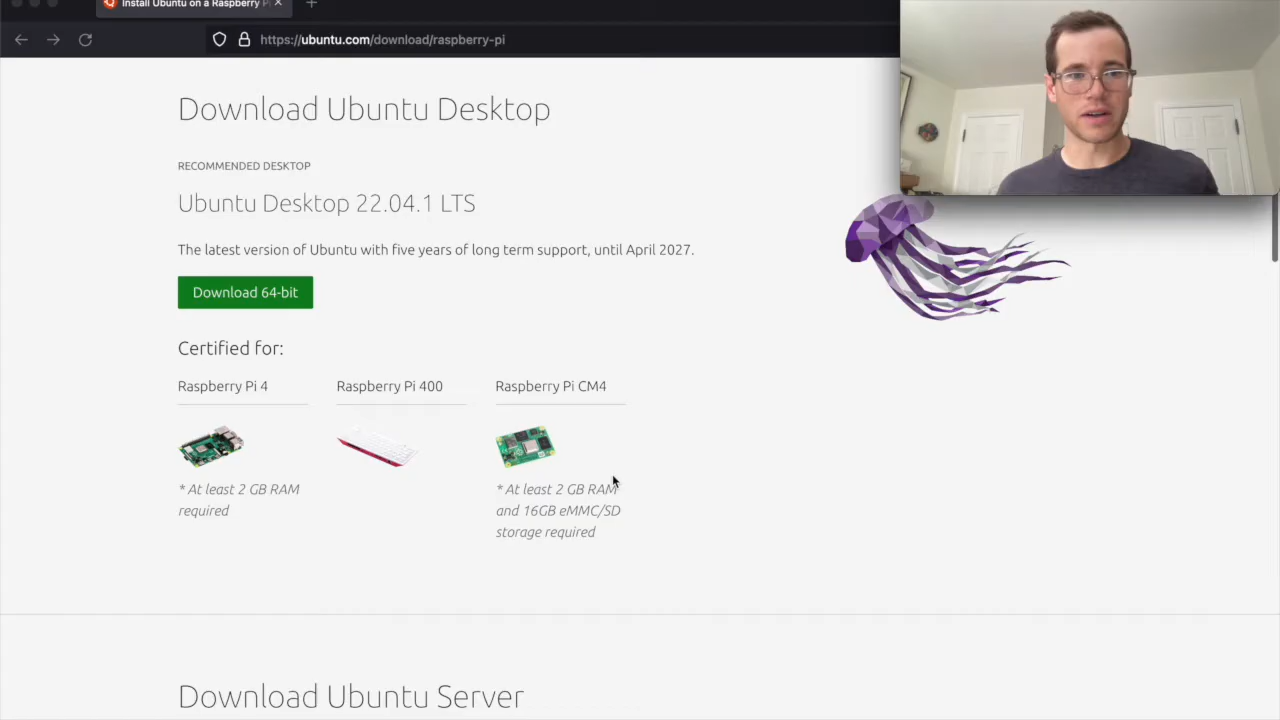 Install Ubuntu on a Raspberry P
https://ubuntu.com/download/raspberry-pi
Download Ubuntu Desktop
RECOMMENDED DESKTOP
Ubuntu Desktop 22.04.1 LTS
The latest version of Ubuntu with five years of long term support, until April 2027.
Download 64-bit
Certified for:
Raspberry Pi 4
Raspberry Pi 400
Raspberry Pi CM4
* At least 2 GB RAM
required
* At least 2 GB RAM
and 16GB eMMC/SD
storage required
Download Ubuntu Server